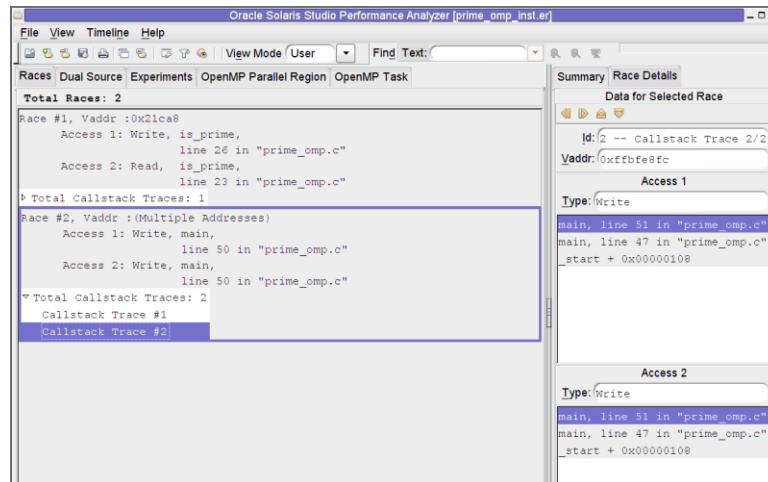 Oracle Solaris Studio Performance Analyzer [prime_omp_inst.er]
File View Timeline Help
View Mode User Find Text:
Races Dual Source Experiments OpenMP Parallel Region OpenMP Task
Total Races: 2
Race #1, Vaddr :0x21ca8
Access 1: Write, is_prime,
line 26 in "prime_omp.c"
Access 2: Read, is_prime,
line 23 in "prime_omp.c"
Total Callstack Traces: 1
Race #2, Vaddr :(Multiple Addresses)
Access 1: Write, main,
line 50 in "prime_omp.c"
Access 2: Write, main,
line 50 in "prime_omp.c"
Total Callstack Traces: 2
Callstack Trace #1
Callstack Trace #2
Summary Race Details
Data for Selected Race
Id: 2 -- Callstack Trace 2/2
Vaddr: 0xffbfe8fc
Access 1
Type: Write
main, line 51 in "prime_omp.c"
main, line 47 in "prime_omp.c"
_start + 0x00000108
Access 2
Type: Write
main, line 51 in "prime_omp.c"
main, line 47 in "prime_omp.c"
_start + 0x00000108